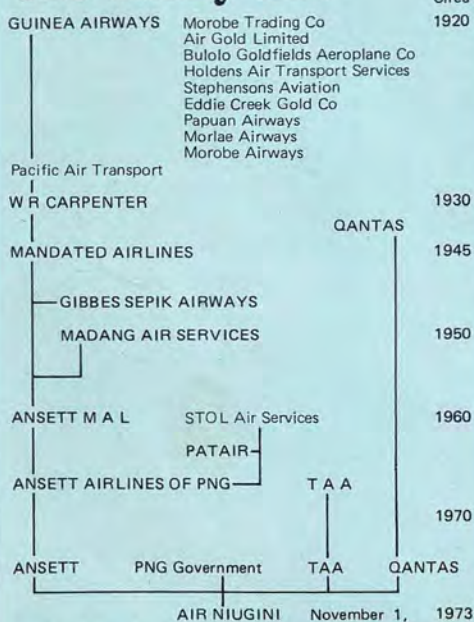 Circa
GUINEA AIRWAYS Morobe Trading Co 1920
Air Gold Limited
Bulolo Goldfields Aeroplane Co
Holdens Air Transport Services
Stephensons Aviation
Eddie Creek Gold Co
Papuan Airways
Morlae Airways
Morobe Airways
Pacific Air Transport
W R CARPENTER 1930
QANTAS
MANDATED AIRLINES 1945
GIBBES SEPIK AIRWAYS
MADANG AIR SERVICES 1950
ANSETT M A L STOL Air Services 1960
PATAIR
ANSETT AIRLINES OF PNG T A A
1970
ANSETT PNG Government TAA QANTAS
AIR NIUGINI November 1, 1973